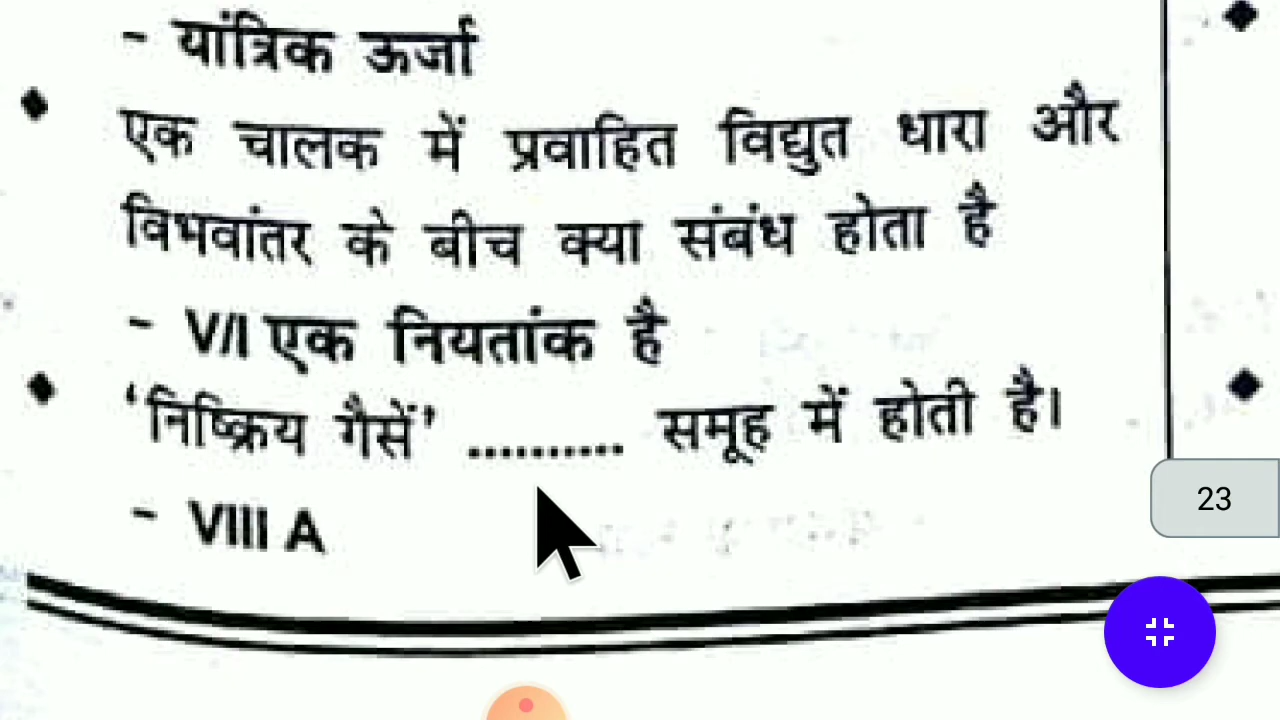 - यांत्रिक ऊर्जा
एक चालक में प्रवाहित विद्युत धारा और
विभवांतर के बीच क्या संबंध होता है
- V/I एक नियतांक है
‘निष्क्रिय गैसें’ .......... समूह में होती है।
- VIII A
23